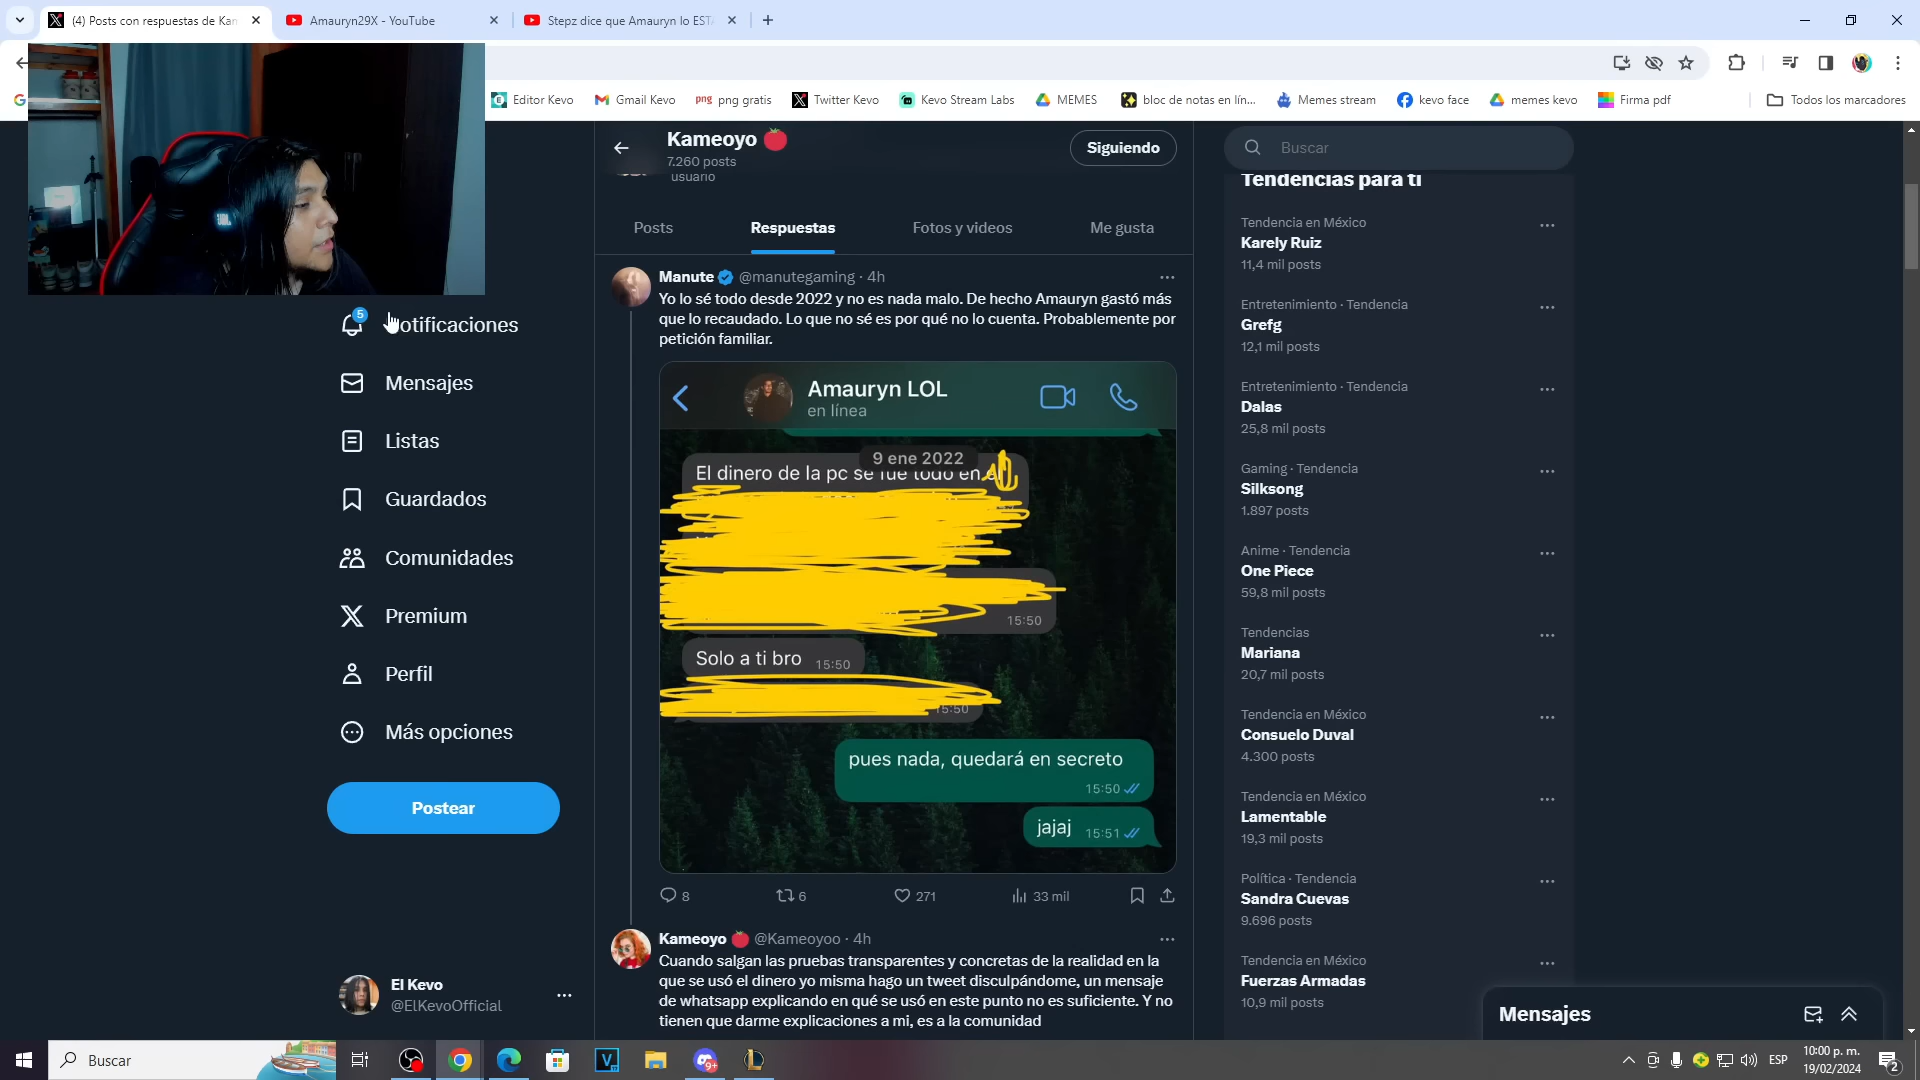 (4) Posts con respuestas de Kam
Amauryn29X - YouTube
Stepz dice que Amauryn lo EST
Editor Kevo
Gmail Kevo
png png gratis
Twitter Kevo
Kevo Stream Labs
MEMES
bloc de notas en lín...
Memes stream
kevo face
memes kevo
Firma pdf
Todos los marcadores
Kameoyo
7.260 posts
usuario
Siguiendo
Posts
Respuestas
Fotos y videos
Me gusta
5
Notificaciones
Mensajes
Listas
Guardados
Comunidades
Premium
Perfil
Más opciones
Postear
El Kevo
@ElKevoOfficial
Manute @manutegaming · 4h
Yo lo sé todo desde 2022 y no es nada malo. De hecho Amauryn gastó más
que lo recaudado. Lo que no sé es por qué no lo cuenta. Probablemente por
petición familiar.
Amauryn LOL
en línea
9 ene 2022
El dinero de la pc se fue todo en el
15:50
Solo a ti bro 15:50
15:50
pues nada, quedará en secreto
15:50
jajaj 15:51
8
6
271
33 mil
Kameoyo @Kameoyoo · 4h
Cuando salgan las pruebas transparentes y concretas de la realidad en la
que se usó el dinero yo misma hago un tweet disculpándome, un mensaje
de whatsapp explicando en qué se usó en este punto no es suficiente. Y no
tienen que darme explicaciones a mi, es a la comunidad
Buscar
Tendencias para ti
Tendencia en México
Karely Ruiz
11,4 mil posts
Entretenimiento · Tendencia
Grefg
12,1 mil posts
Entretenimiento · Tendencia
Dalas
25,8 mil posts
Gaming · Tendencia
Silksong
1.897 posts
Anime · Tendencia
One Piece
59,8 mil posts
Tendencias
Mariana
20,7 mil posts
Tendencia en México
Consuelo Duval
4.300 posts
Tendencia en México
Lamentable
19,3 mil posts
Política · Tendencia
Sandra Cuevas
9.696 posts
Tendencia en México
Fuerzas Armadas
10,9 mil posts
Mensajes
Buscar
9+
ESP
10:00 p. m.
19/02/2024
2